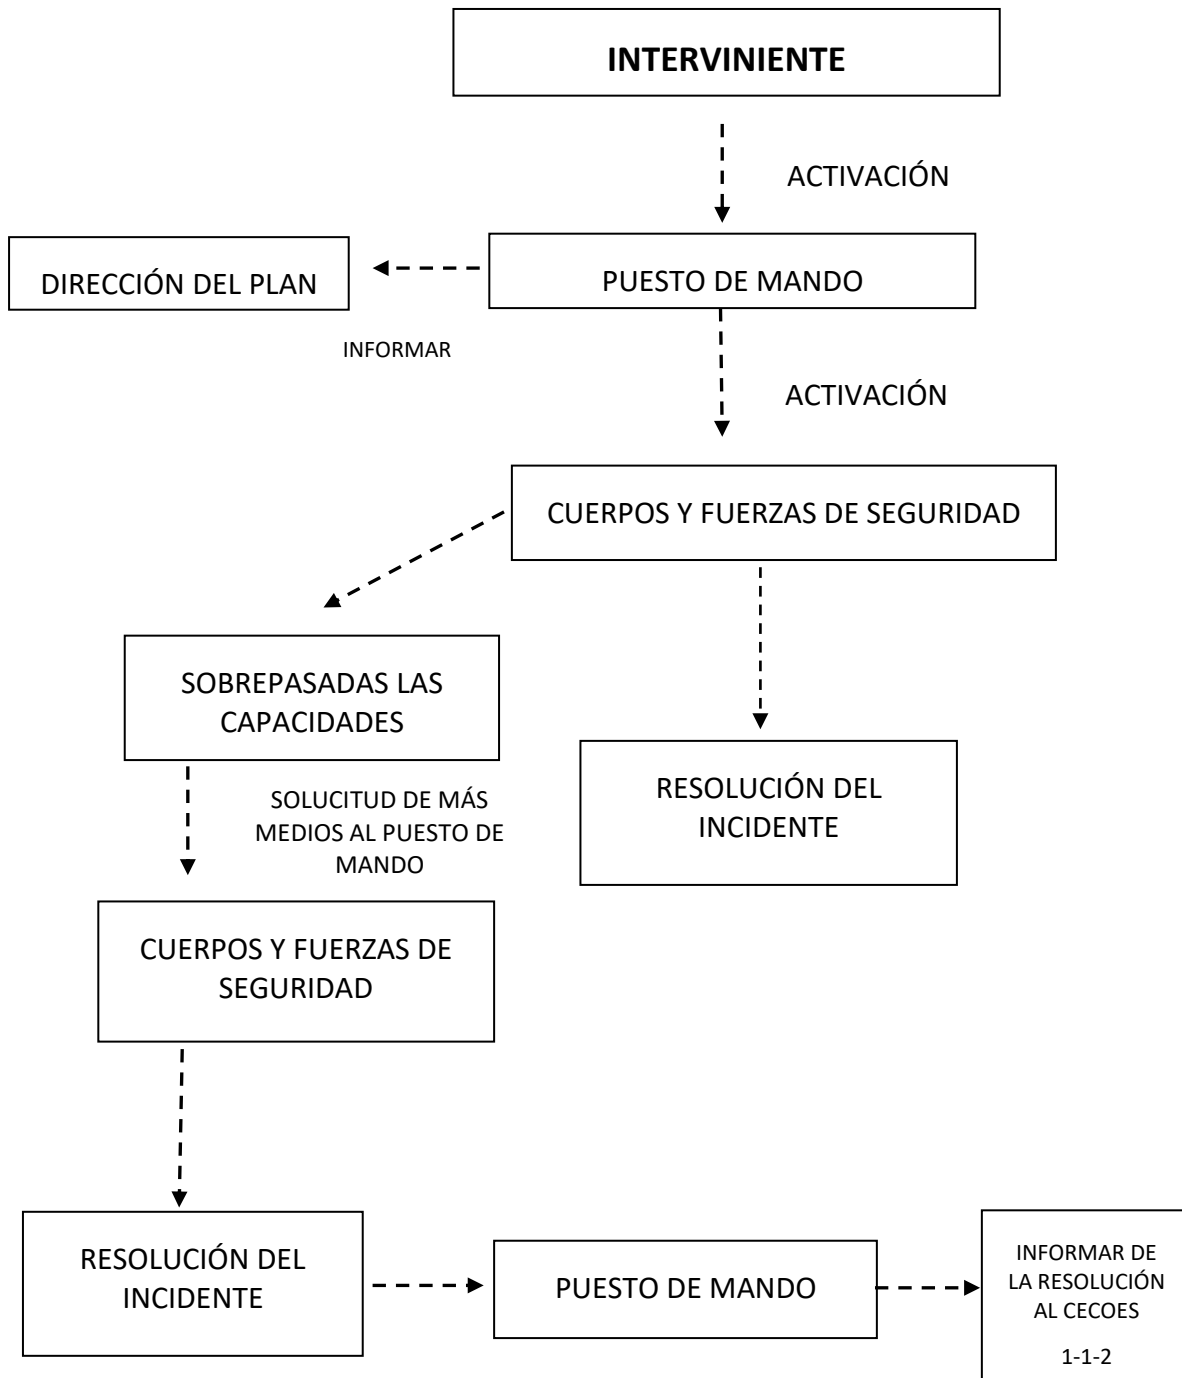 INTERVINIENTE
ACTIVACIÓN
DIRECCIÓN DEL PLAN
PUESTO DE MANDO
INFORMAR
ACTIVACIÓN
CUERPOS Y FUERZAS DE SEGURIDAD
SOBREPASADAS LAS
CAPACIDADES
SOLUCITUD DE MÁS
MEDIOS AL PUESTO DE
MANDO
RESOLUCIÓN DEL
INCIDENTE
CUERPOS Y FUERZAS DE
SEGURIDAD
RESOLUCIÓN DEL
INCIDENTE
PUESTO DE MANDO
INFORMAR DE
LA RESOLUCIÓN
AL CECOES
1-1-2